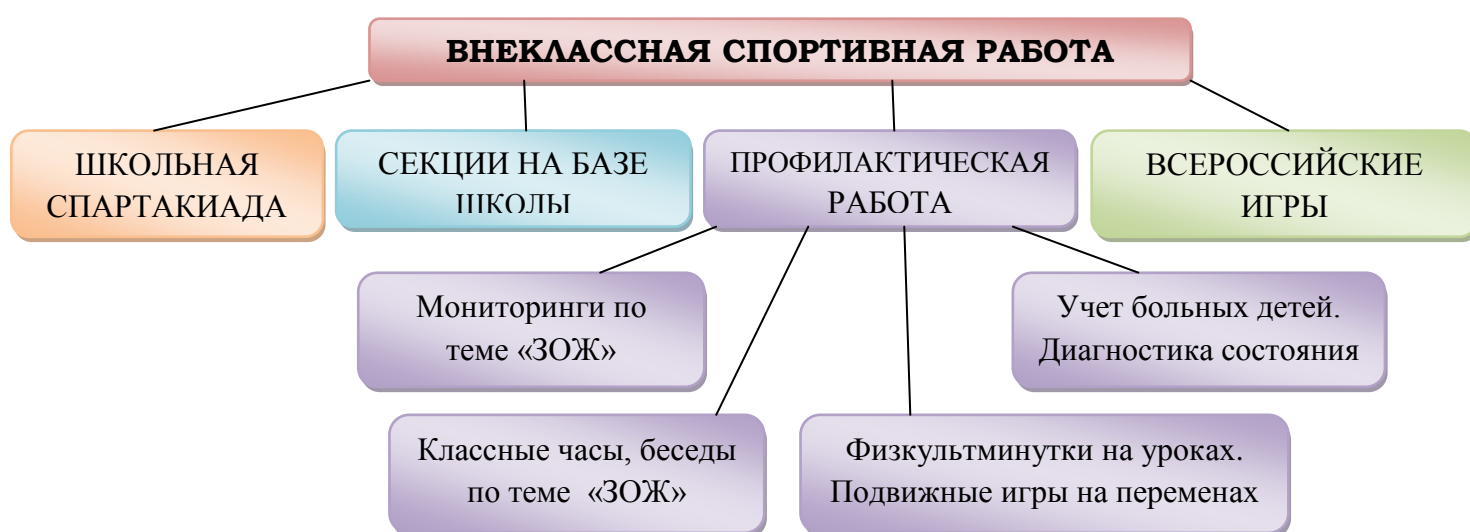 ВНЕКЛАССНАЯ СПОРТИВНАЯ РАБОТА
ШКОЛЬНАЯ
СПАРТАКИАДА
СЕКЦИИ НА БАЗЕ
ШКОЛЫ
ПРОФИЛАКТИЧЕСКАЯ
РАБОТА
ВСЕРОССИЙСКИЕ
ИГРЫ
Мониторинги по
теме «ЗОЖ»
Учет больных детей.
Диагностика состояния
Классные часы, беседы
по теме «ЗОЖ»
Физкультминутки на уроках.
Подвижные игры на переменах